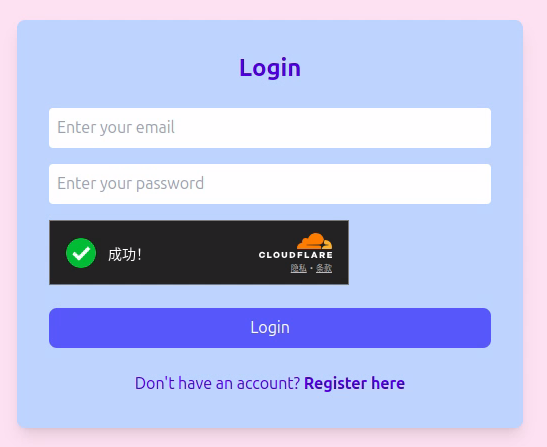 Login
Enter your email
Enter your password
成功!
CLOUDFLARE
隐私 • 条款
Login
Don't have an account? Register here